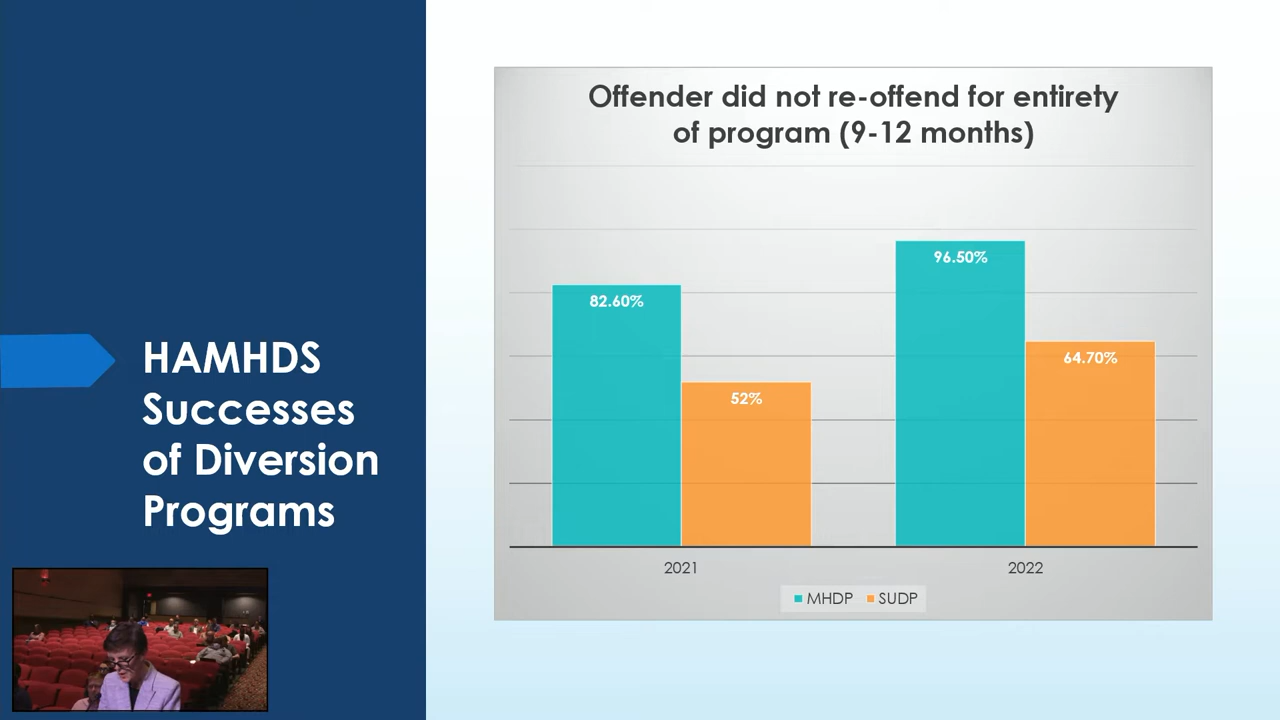 HAMHDS
Successes
of Diversion
Programs
Offender did not re-offend for entirety
of program (9-12 months)
82.60%
52%
96.50%
64.70%
2021
2022
MHDP
SUDP